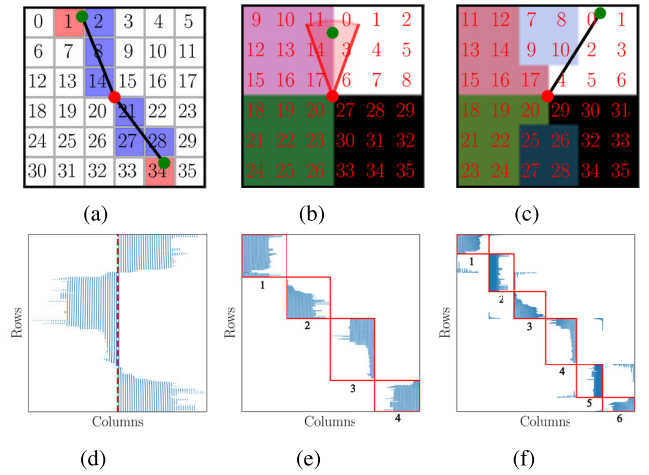 0 1 2 3 4 5
6 7 8 9 10 11
12 13 14 15 16 17
18 19 20 21 22 23
24 25 26 27 28 29
30 31 32 33 34 35
(a)
9 10 11 0 1 2
12 13 14 3 4 5
15 16 17 6 7 8
18 19 20 27 28 29
21 22 23 30 31 32
24 25 26 33 34 35
(b)
11 12 7 8 0 1
13 14 9 10 2 3
15 16 17 4 5 6
18 19 20 29 30 31
21 22 25 26 32 33
23 24 27 28 34 35
(c)
Rows
Columns
(d)
Rows
1
2
3
4
Columns
(e)
Rows
1
2
3
4
5
6
Columns
(f)